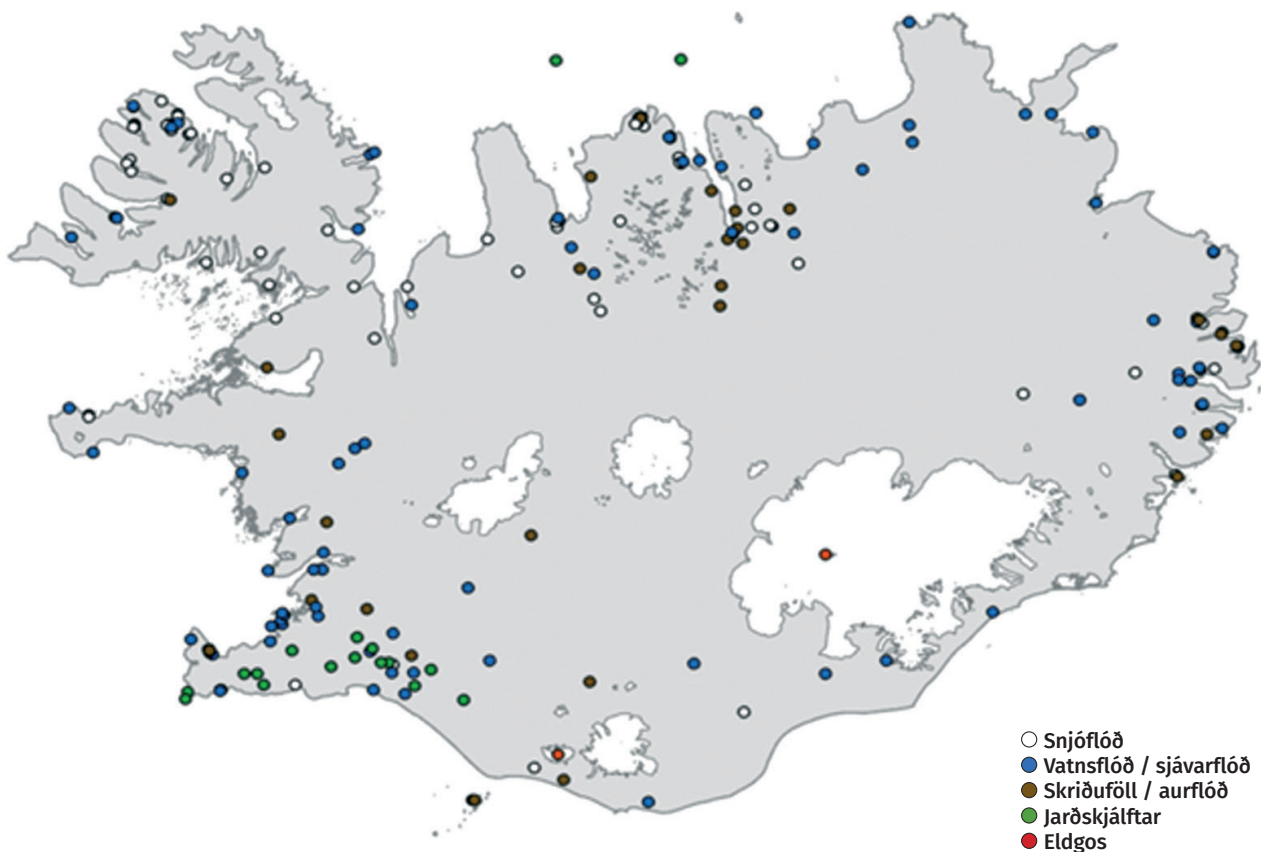 Snjóflóð
Vatnsflóð / sjávarflóð
Skriðuföll / aurflóð
Jarðskjálftar
Eldgos